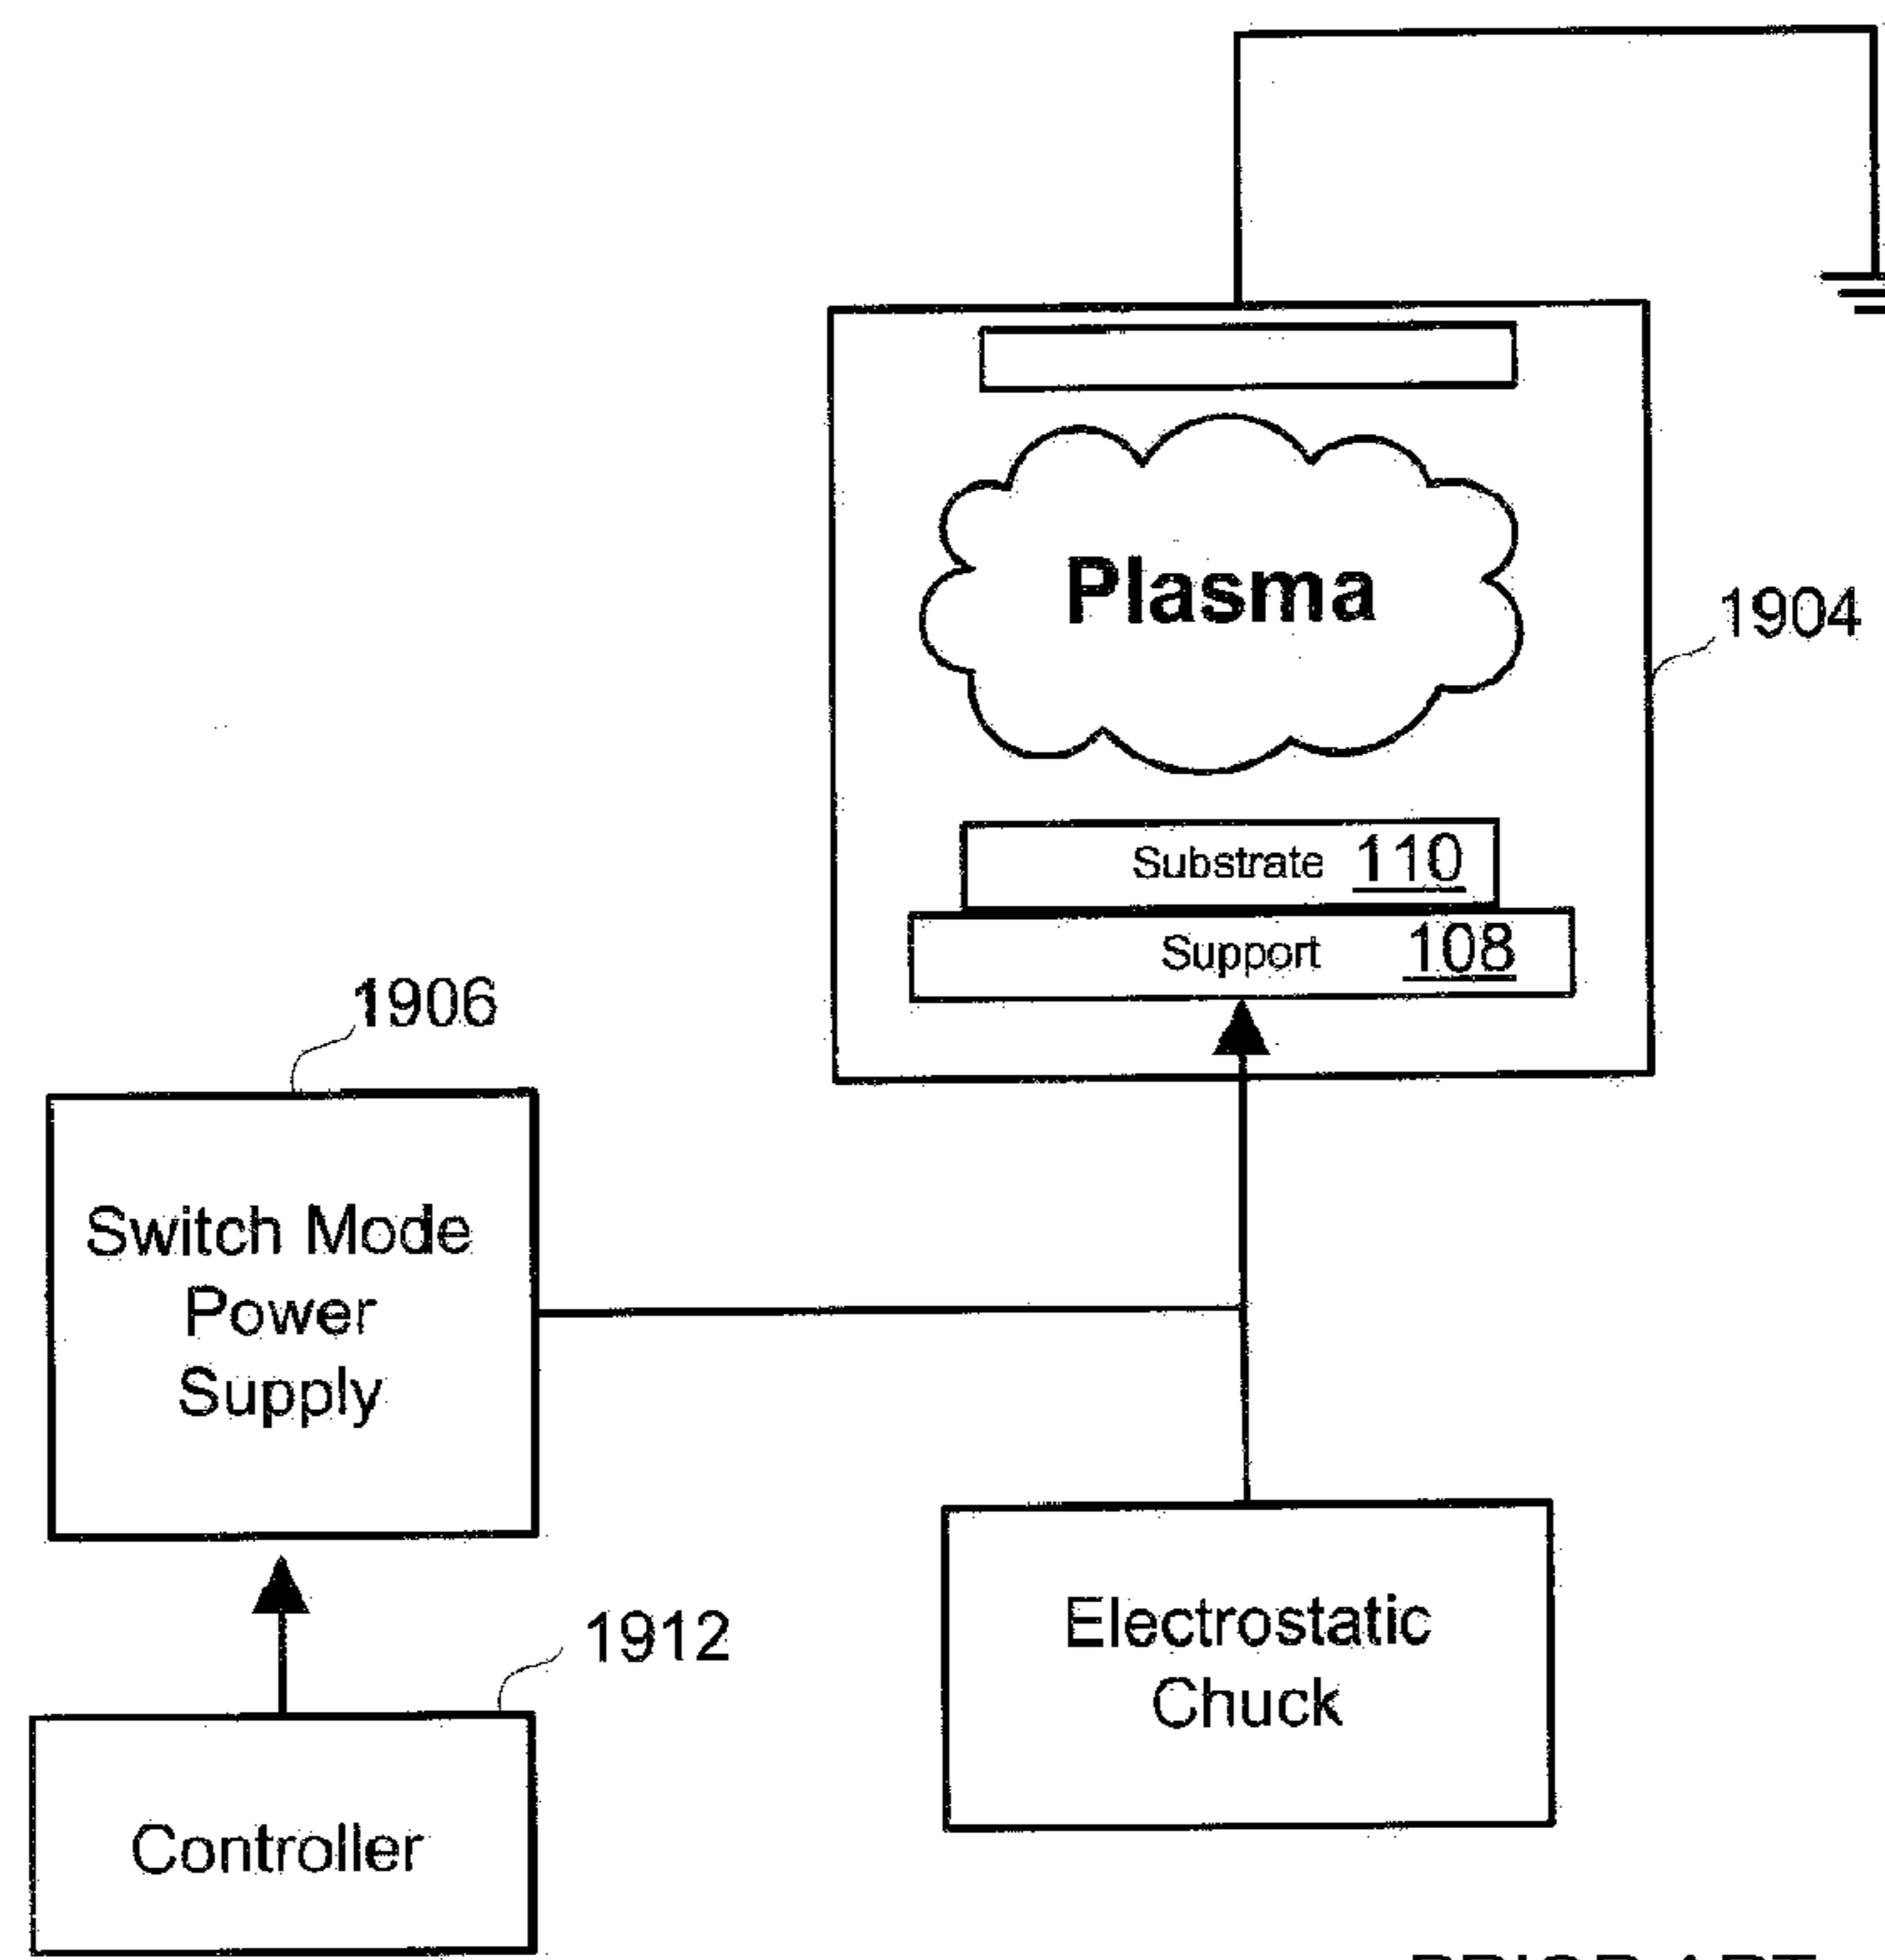 Plasma
1904
Substrate 110
Support 108
1906
Switch Mode
Power
Supply
1912
Electrostatic
Chuck
Controller